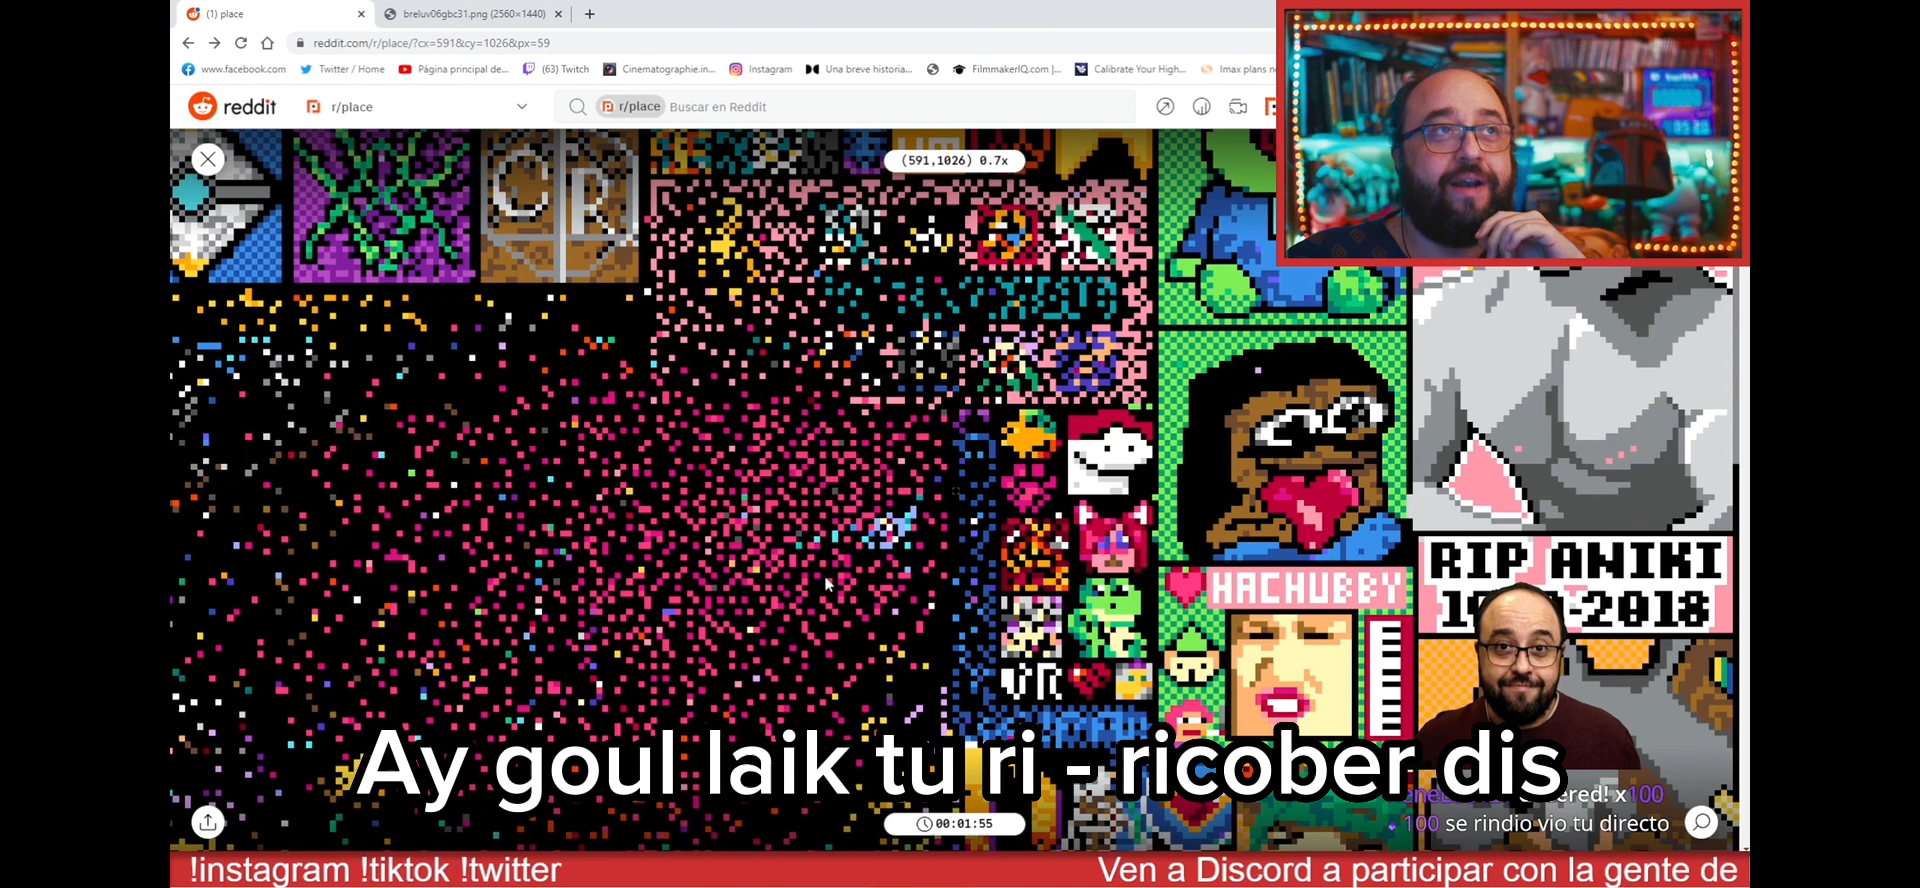 (1) place
breluv06gbc31.png (2560×1440)
reddit.com/r/place/?cx=591&cy=1026&px=59
www.facebook.com
Twitter / Home
Página principal de...
(63) Twitch
Cinematographie.in...
Instagram
Una breve historia...
FilmmakerIQ.com |...
Calibrate Your High...
Imax plans
reddit
r/place
r/place
Buscar en Reddit
(591,1026) 0.7x
CR
HACHUBBY
RIP ANIKI
-2018
Ay goul laik tu ri - ricober dis
x100
100 se rindio vio tu directo
00:01:55
!instagram !tiktok !twitter
Ven a Discord a participar con la gente de